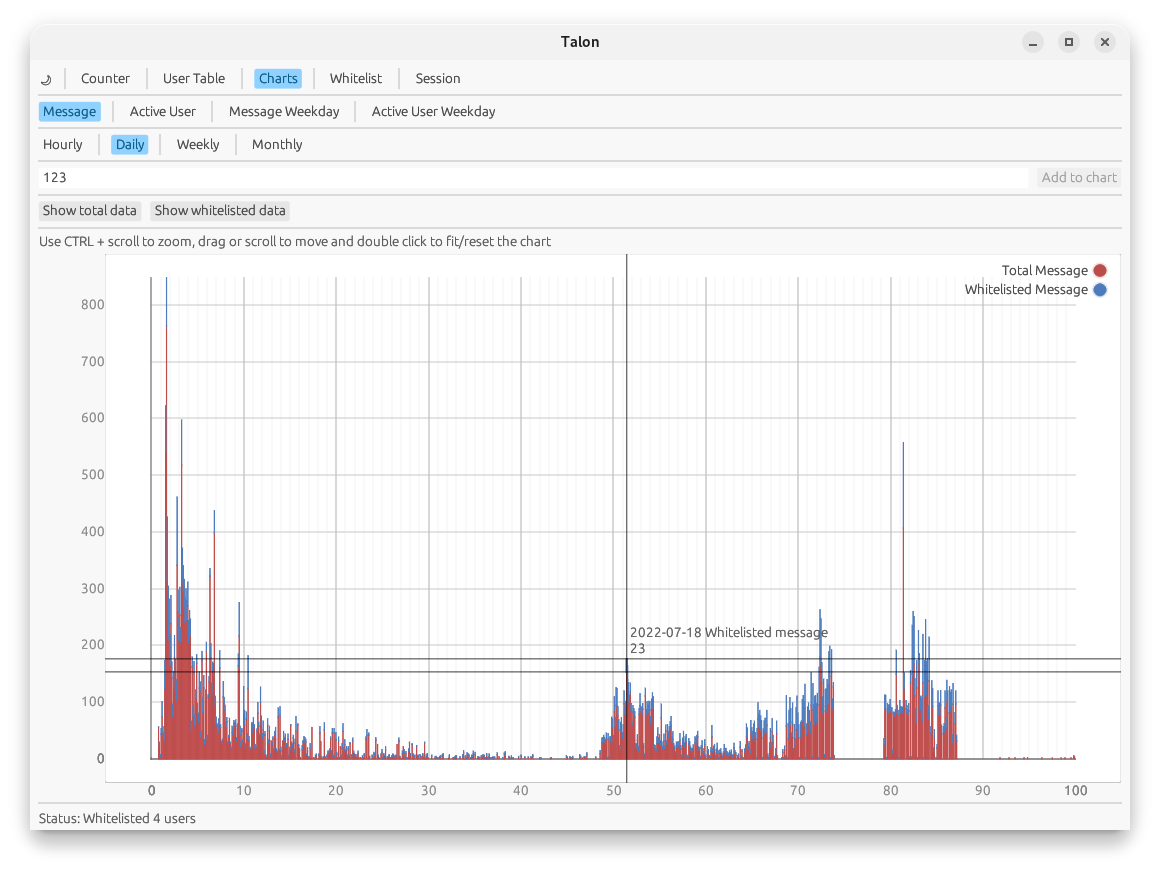 Talon
Counter User Table Charts Whitelist Session
Message Active User Message Weekday Active User Weekday
Hourly Daily Weekly Monthly
123 Add to chart
Show total data Show whitelisted data
Use CTRL + scroll to zoom, drag or scroll to move and double click to fit/reset the chart
Total Message
Whitelisted Message
800
700
600
500
400
300
200
100
0
2022-07-18 Whitelisted message
23
0 10 20 30 40 50 60 70 80 90 100
Status: Whitelisted 4 users